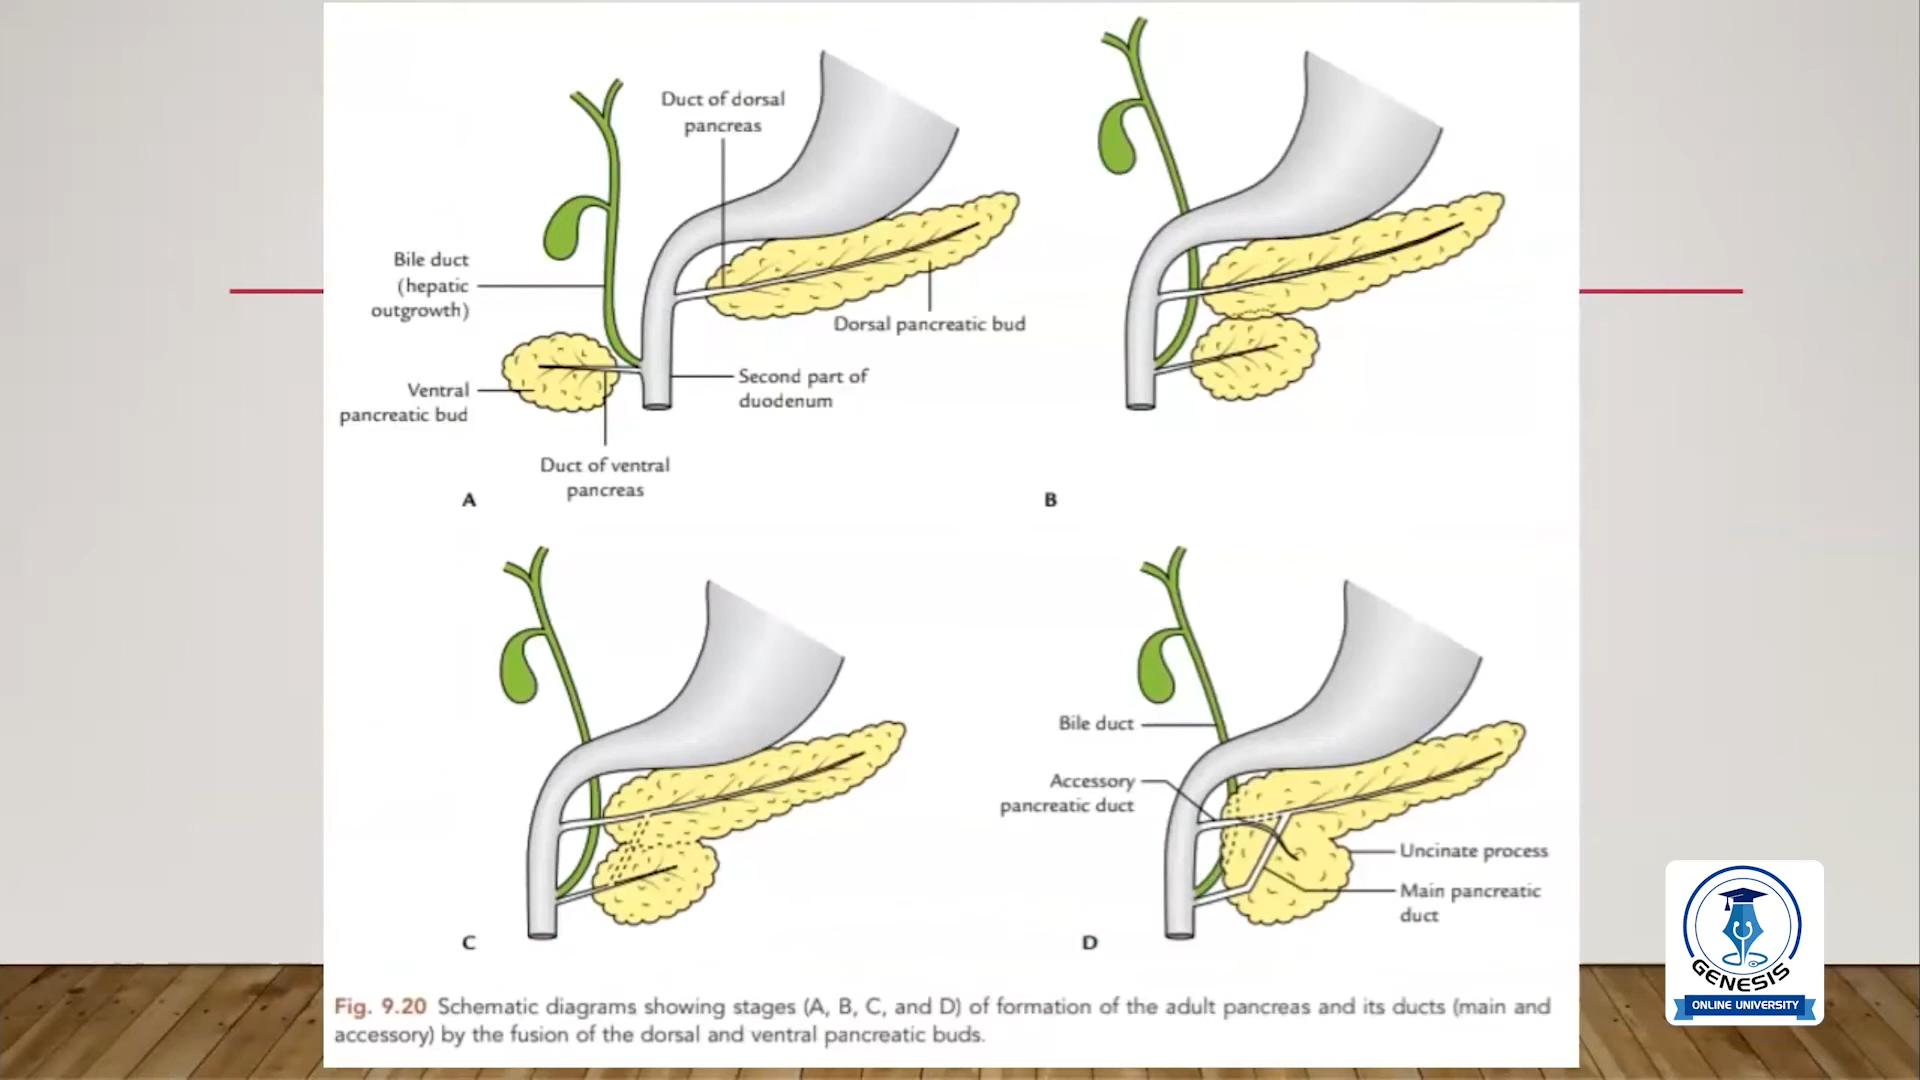 Duct of dorsal
pancreas
Bile duct
(hepatic
outgrowth)
Dorsal pancreatic bud
Ventral
pancreatic bud
Second part of
duodenum
Duct of ventral
pancreas
A
B
Bile duct
Accessory
pancreatic duct
Uncinate process
Main pancreatic
duct
C
D
Fig. 9.20 Schematic diagrams showing stages (A, B, C, and D) of formation of the adult pancreas and its ducts (main and
accessory) by the fusion of the dorsal and ventral pancreatic buds.
GENESIS
ONLINE UNIVERSITY